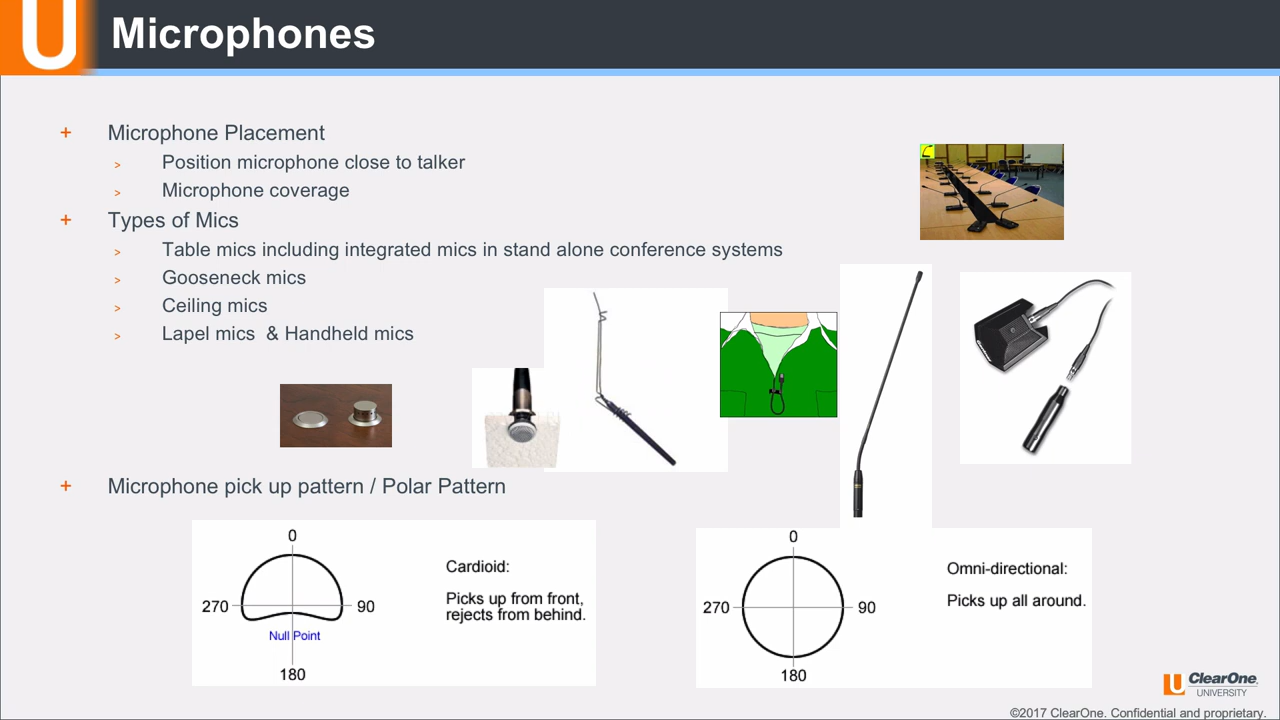 U Microphones
+ Microphone Placement
> Position microphone close to talker
> Microphone coverage
+ Types of Mics
> Table mics including integrated mics in stand alone conference systems
> Gooseneck mics
> Ceiling mics
> Lapel mics & Handheld mics
+ Microphone pick up pattern / Polar Pattern
0
270
90
Null Point
180
Cardioid:
Picks up from front,
rejects from behind.
0
270
90
180
Omni-directional:
Picks up all around.
U ClearOne.
UNIVERSITY
©2017 ClearOne. Confidential and proprietary.